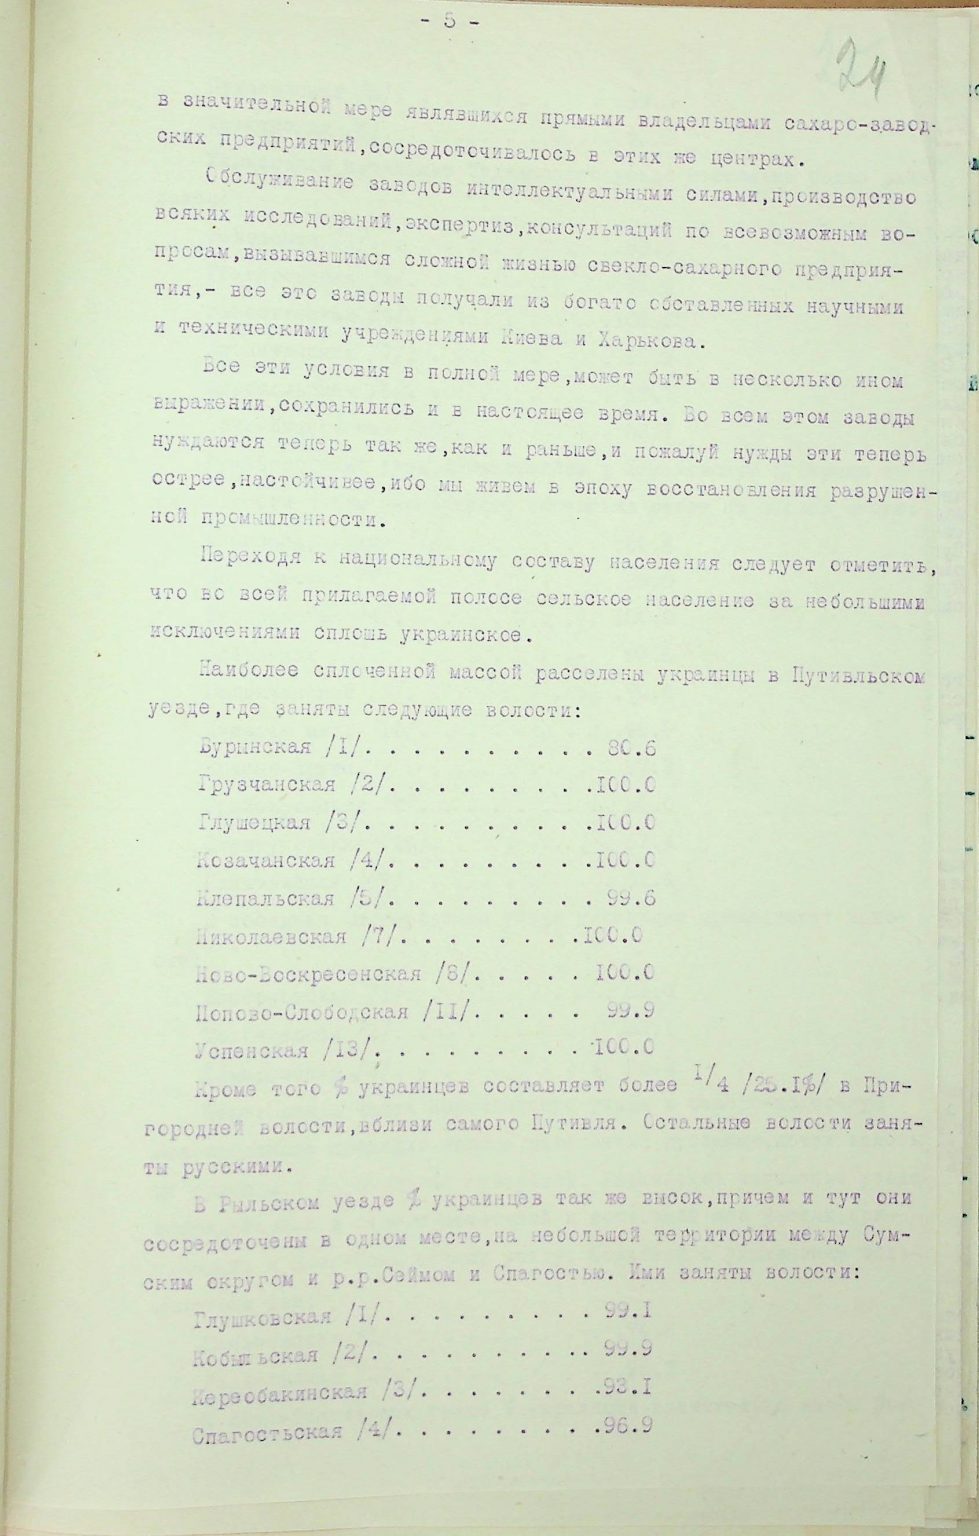 - 5 -
24
в значительной мере являвшихся прямыми владельцами сахаро-завод-
ских предприятий,сосредоточивалось в этих же центрах.
Обслуживание заводов интеллектуальными силами,производство
всяких исследований,экспертиз,консультаций по всевозможным во-
просам,вызывавшимся сложной жизнью свекло-сахарного предприя-
тия,- все это заводы получали из богато обставленных научными
и техническими учреждениями Киева и Харькова.
Все эти условия в полной мере,может быть в несколько ином
выражении,сохранились и в настоящее время. Во всем этом заводы
нуждаются теперь так же,как и раньше,и пожалуй нужды эти теперь
острее,настойчивее,ибо мы живем в эпоху восстановления разрушен-
ной промышленности.
Переходя к национальному составу населения следует отметить,
что во всей прилагаемой полосе сельское население за небольшими
исключениями сплошь украинское.
Наиболее сплоченной массой расселены украинцы в Путивльском
уезде,где заняты следующие волости:
Бурынская /1/. . . . . . . . . . 80.6
Грузчанская /2/. . . . . . . . .100.0
Глушецкая /3/. . . . . . . . . .100.0
Козачанская /4/. . . . . . . . .100.0
Клепальская /5/. . . . . . . . . 99.6
Николаевская /7/. . . . . . . .100.0
Ново-Воскресенская /8/. . . . . 100.0
Попово-Слободская /11/. . . . . 99.9
Успенская /13/. . . . . . . . . 100.0
Кроме того % украинцев составляет более 1/4 /25.1%/ в При-
городней волости,вблизи самого Путивля. Остальные волости заня-
ты русскими.
В Рыльском уезде % украинцев так же высок,причем и тут они
сосредоточены в одном месте,на небольшой территории между Сум-
ским округом и р.р.Сеймом и Снагостью. Ими заняты волости:
Глушковская /1/. . . . . . . . . 99.1
Кобыльская /2/. . . . . . . . . . 99.9
/3/. . . . . . . .93.1
Снагостьская /4/. . . . . . . . .96.9